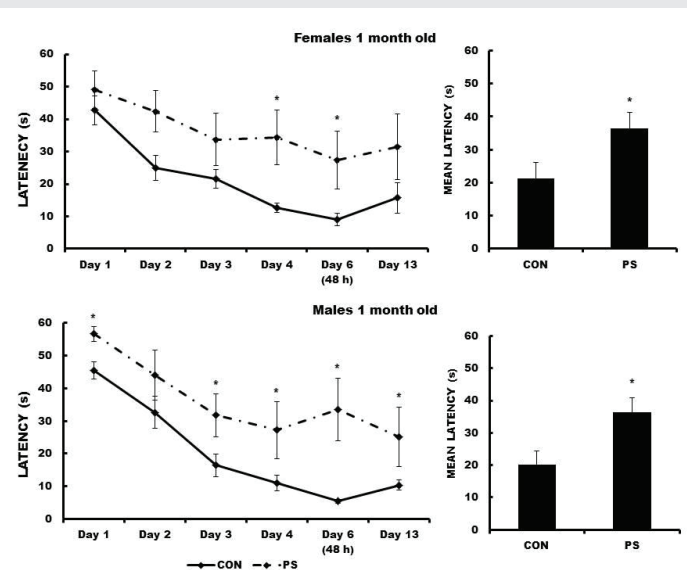 Females 1 month old
LATENECY (s)
60
50
40
30
20
10
0
Day 1 Day 2 Day 3 Day 4 Day 6 Day 13
(48 h)
* *
MEAN LATENCY (s)
60
50
40
30
20
10
0
*
CON PS
Males 1 month old
LATENCY (s)
60
50
40
30
20
10
0
* * * * *
Day 1 Day 2 Day 3 Day 4 Day 6 Day 13
(48 h)
CON PS
MEAN LATENCY (s)
60
50
40
30
20
10
0
*
CON PS